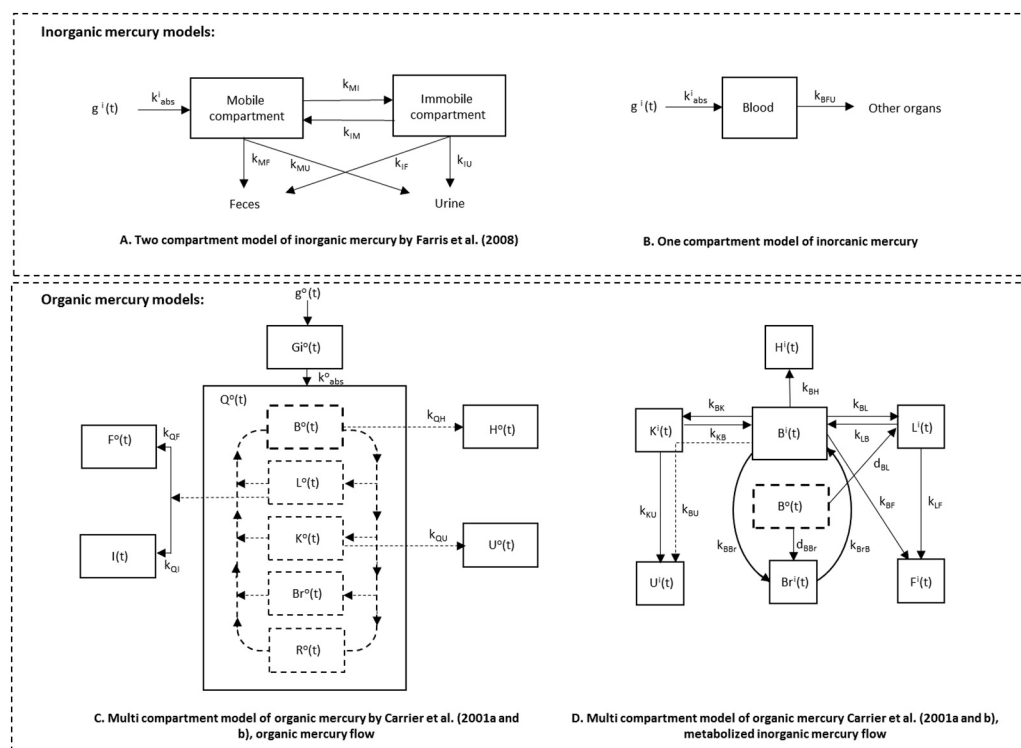 Inorganic mercury models:
g i(t)
kiabs
Mobile
compartment
kMI
kIM
Immobile
compartment
kMF
kMU
kIF
kIU
Feces
Urine
A. Two compartment model of inorganic mercury by Farris et al. (2008)
g i(t)
kiabs
Blood
kBFU
Other organs
B. One compartment model of inorcanic mercury
Organic mercury models:
go(t)
Gio(t)
koabs
Qo(t)
Bo(t)
Lo(t)
Ko(t)
Bro(t)
Ro(t)
kQH
Ho(t)
kQU
Uo(t)
Fo(t)
kQF
I(t)
kQI
C. Multi compartment model of organic mercury by Carrier et al. (2001a and
b), organic mercury flow
Hi(t)
kBH
Ki(t)
kBK
kKB
Bi(t)
kBL
kLB
Li(t)
dBL
Bo(t)
kBF
kLF
kKU
kBU
kBBr
dBBr
kBrB
Ui(t)
Bri(t)
Fi(t)
D. Multi compartment model of organic mercury Carrier et al. (2001a and b),
metabolized inorganic mercury flow